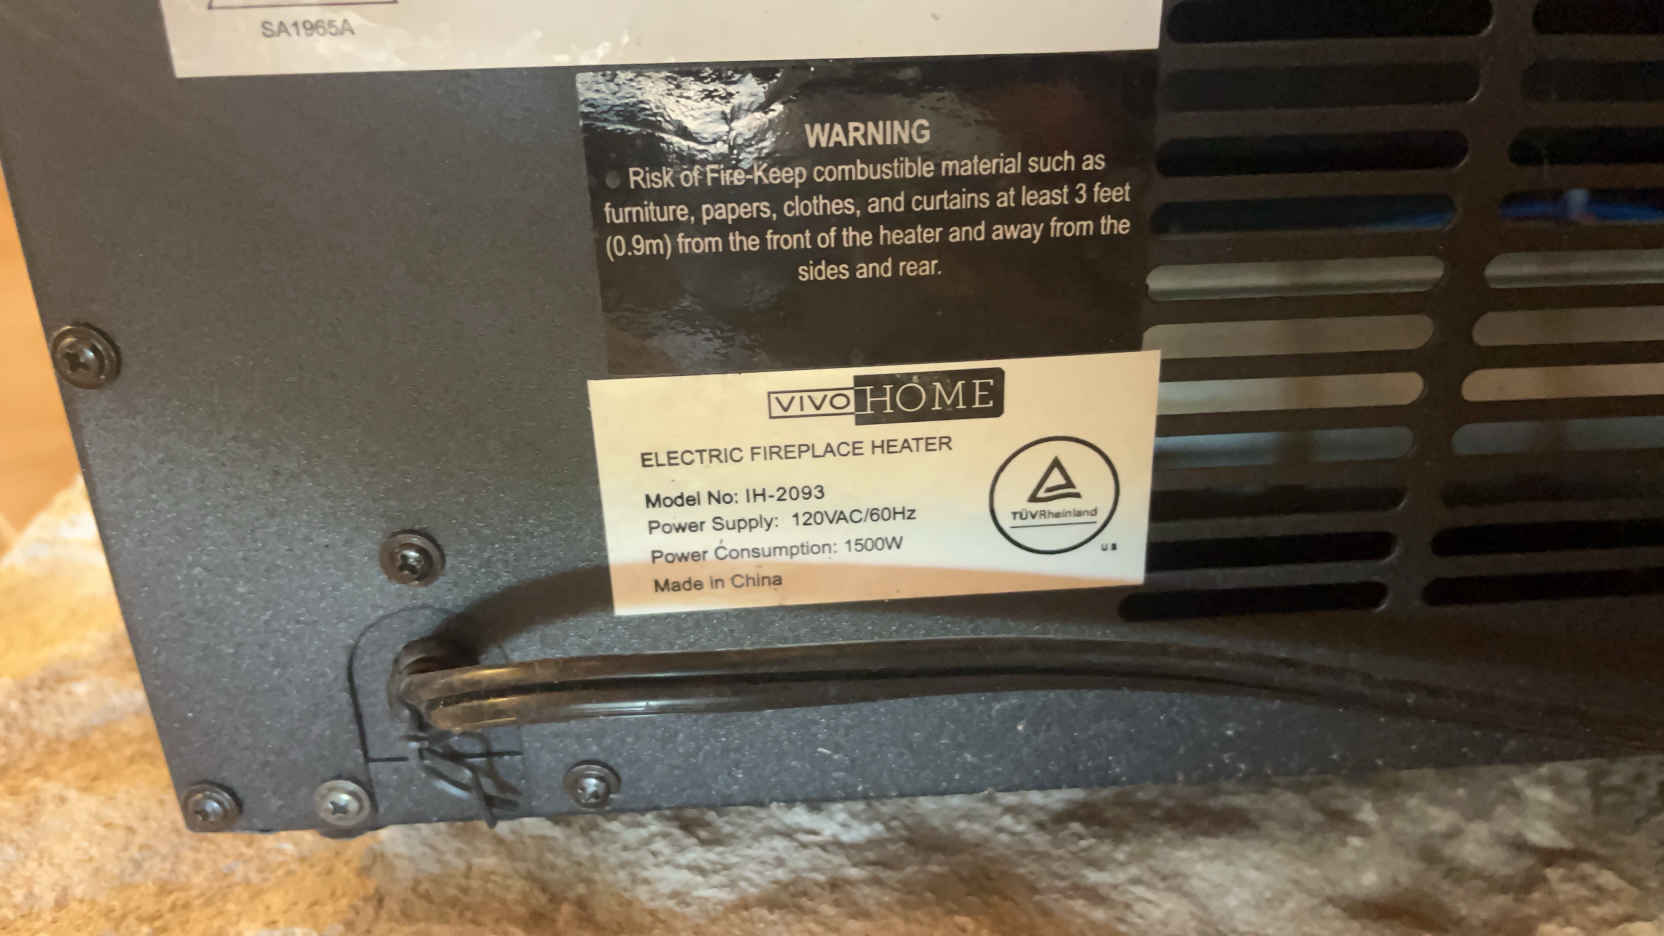 SA1965A
WARNING
Risk of Fire-Keep combustible material such as
furniture, papers, clothes, and curtains at least 3 feet
(0.9m) from the front of the heater and away from the
sides and rear.
VIVOHOME
ELECTRIC FIREPLACE HEATER
Model No: IH-2093
Power Supply: 120VAC/60Hz
Power Consumption: 1500W
Made in China
TÜVRheinland
US